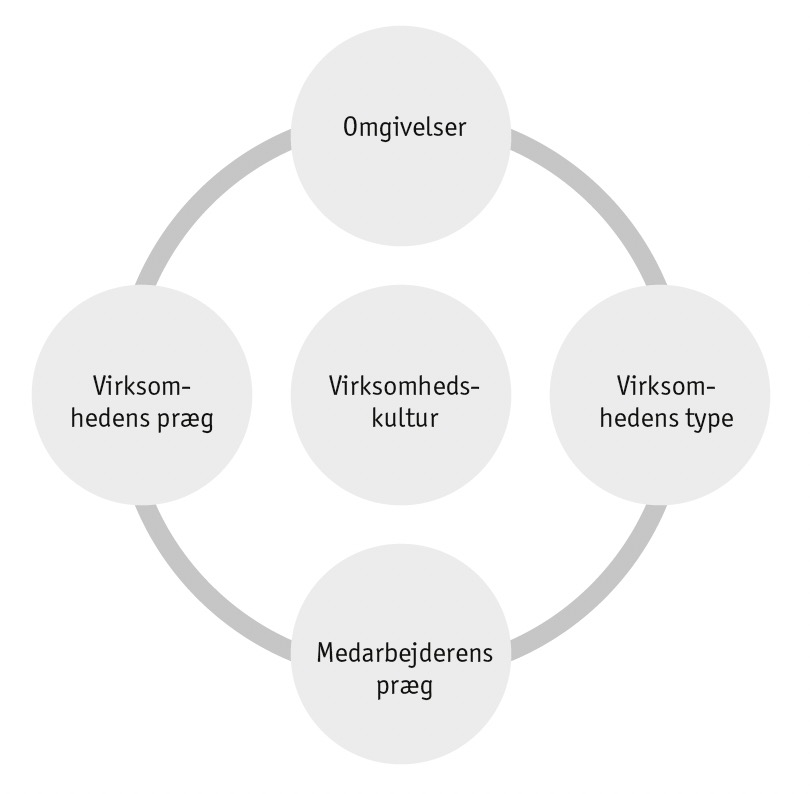 Omgivelser
Virksom-
hedens præg
Virksomheds-
kultur
Virksom-
hedens type
Medarbejderens
præg